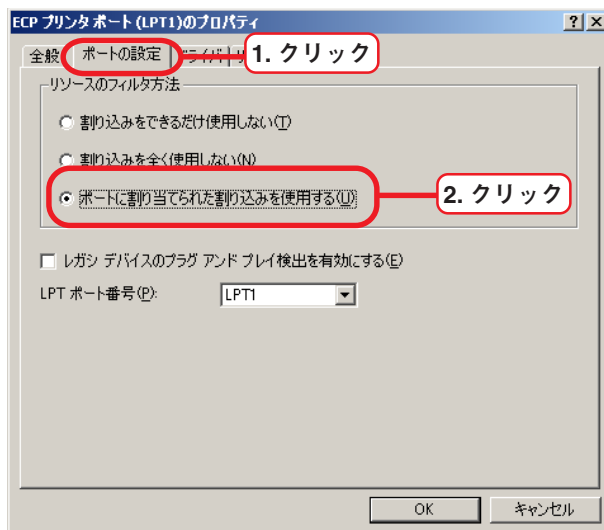 ECP プリンタ ポート (LPT1)のプロパティ
全般 ポートの設定 ドライバ 1. クリック
リソースのフィルタ方法
割り込みをできるだけ使用しない(T)
割り込みを全く使用しない(N)
ポートに割り当てられた割り込みを使用する(U) 2. クリック
レガシ デバイスのプラグ アンド プレイ検出を有効にする(E)
LPT ポート番号(P): LPT1
OK キャンセル